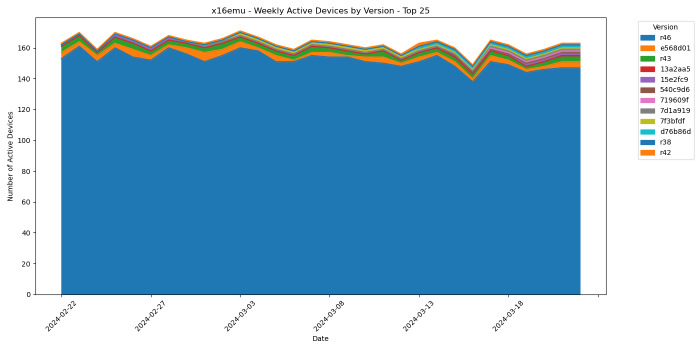 x16emu - Weekly Active Devices by Version - Top 25
Version
r46
e568d01
r43
13a2aa5
15e2fc9
540c9d6
719609f
7d1a919
7f3bfdf
d76b86d
r38
r42
Number of Active Devices
160
140
120
100
80
60
40
20
0
2024-02-22
2024-02-27
2024-03-03
2024-03-08
2024-03-13
2024-03-18
Date